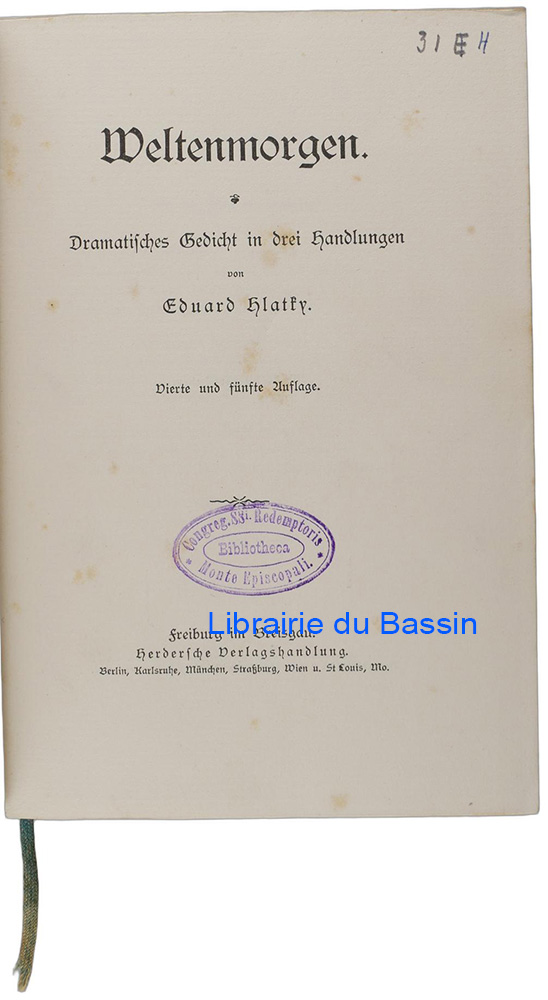 31 E H
Weltenmorgen.
Dramatisches Gedicht in drei Handlungen
von
Eduard Hlatky.
Vierte und fünfte Auflage.
Congreg. SSi. Redemptoris
Bibliotheca
Monte Episcopali.
Librairie du Bassin
Freiburg im Breisgau.
Herdersche Verlagshandlung.
Berlin, Karlsruhe, München, Straßburg, Wien u. St Louis, Mo.